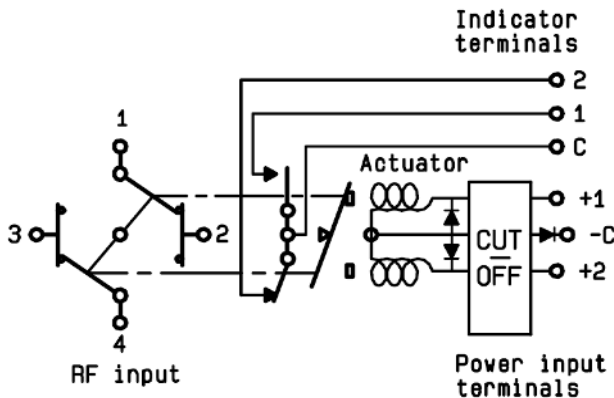 Indicator
terminals
2
1
C
1
Actuator
3
2
+1
CUT
-C
OFF
+2
4
RF input
Power input
terminals